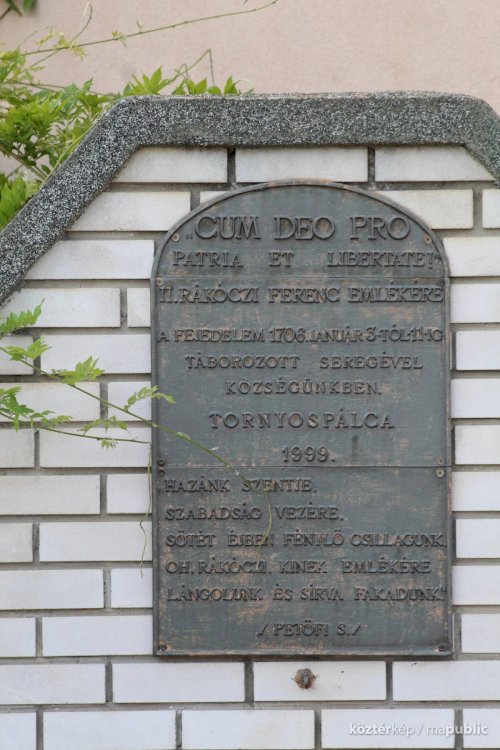 „CUM DEO PRO
PATRIA ET LIBERTATE!"
II. RÁKÓCZI FERENC EMLÉKÉRE
A FEJEDELEM 1706. JANUÁR 3-TÓL 11-IG
TÁBOROZOTT SEREGÉVEL
KÖZSÉGÜNKBEN.
TORNYOSPÁLCA
1999.
„HAZÁNK SZENTJE,
SZABADSÁG VEZÉRE,
SÖTÉT ÉJBEN FÉNYLŐ CSILLAGUNK,
OH, RÁKÓCZI, KINEK EMLÉKÉRE
LÁNGOLUNK ÉS SÍRVA FAKADUNK"
/PETŐFI S./
köztérkép / mapublic